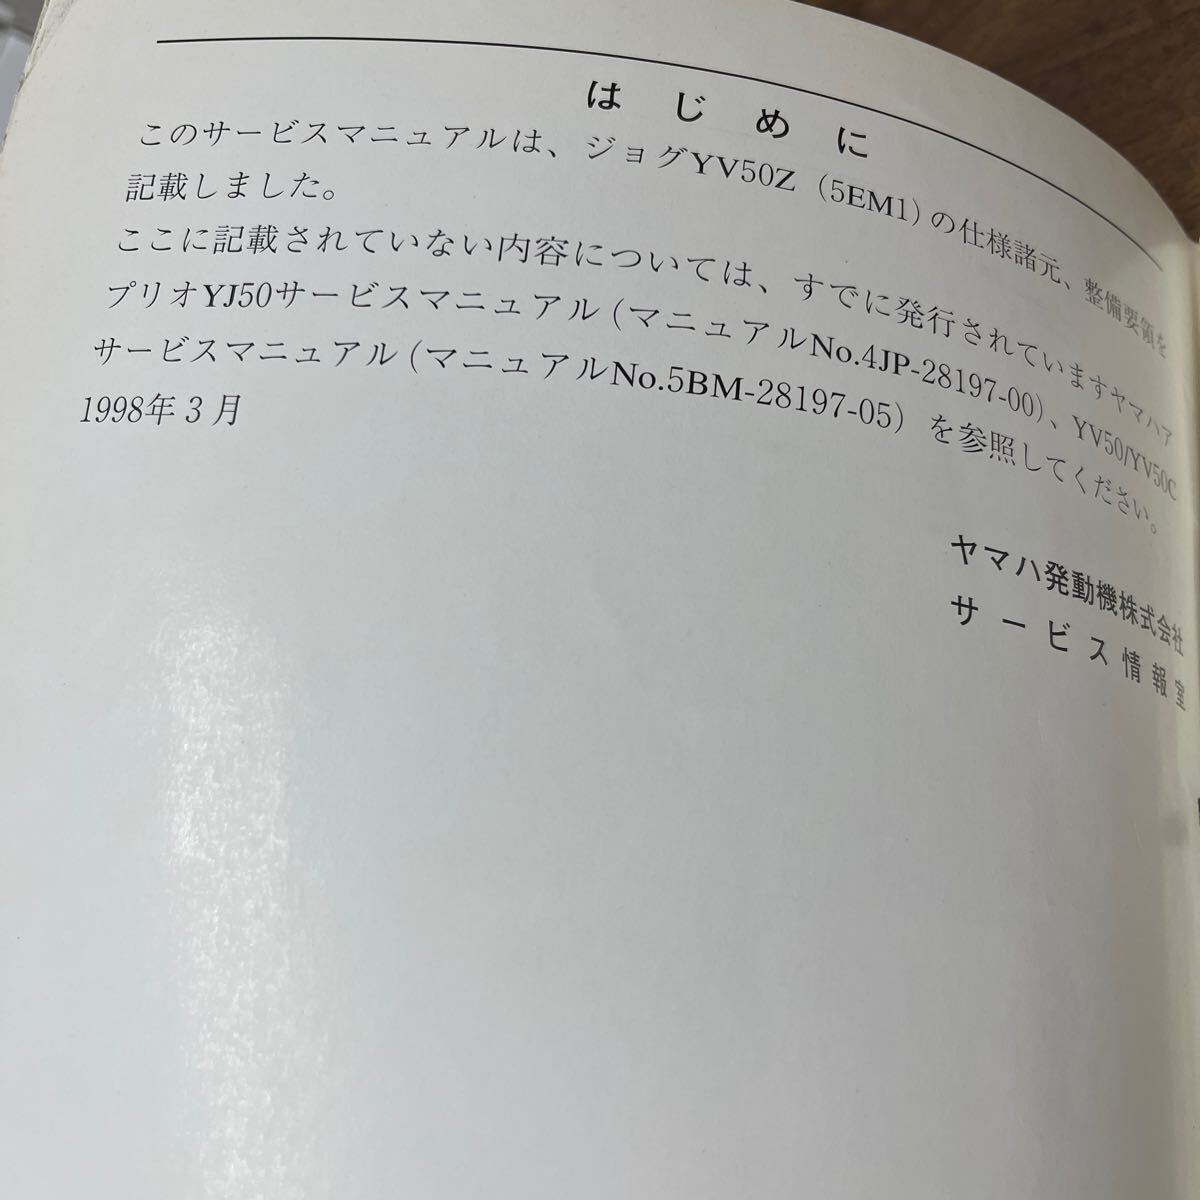 はじめに
このサービスマニュアルは、ジョグYV50Z（5EM1）の仕様諸元、整備要領を
記載しました。
ここに記載されていない内容については、すでに発行されていますヤマハア
プリオYJ50サービスマニュアル（マニュアルNo.4JP-28197-00）、YV50/YV50C
サービスマニュアル（マニュアルNo.5BM-28197-05）を参照してください。
1998年3月
ヤマハ発動機株式会社
サービス情報室